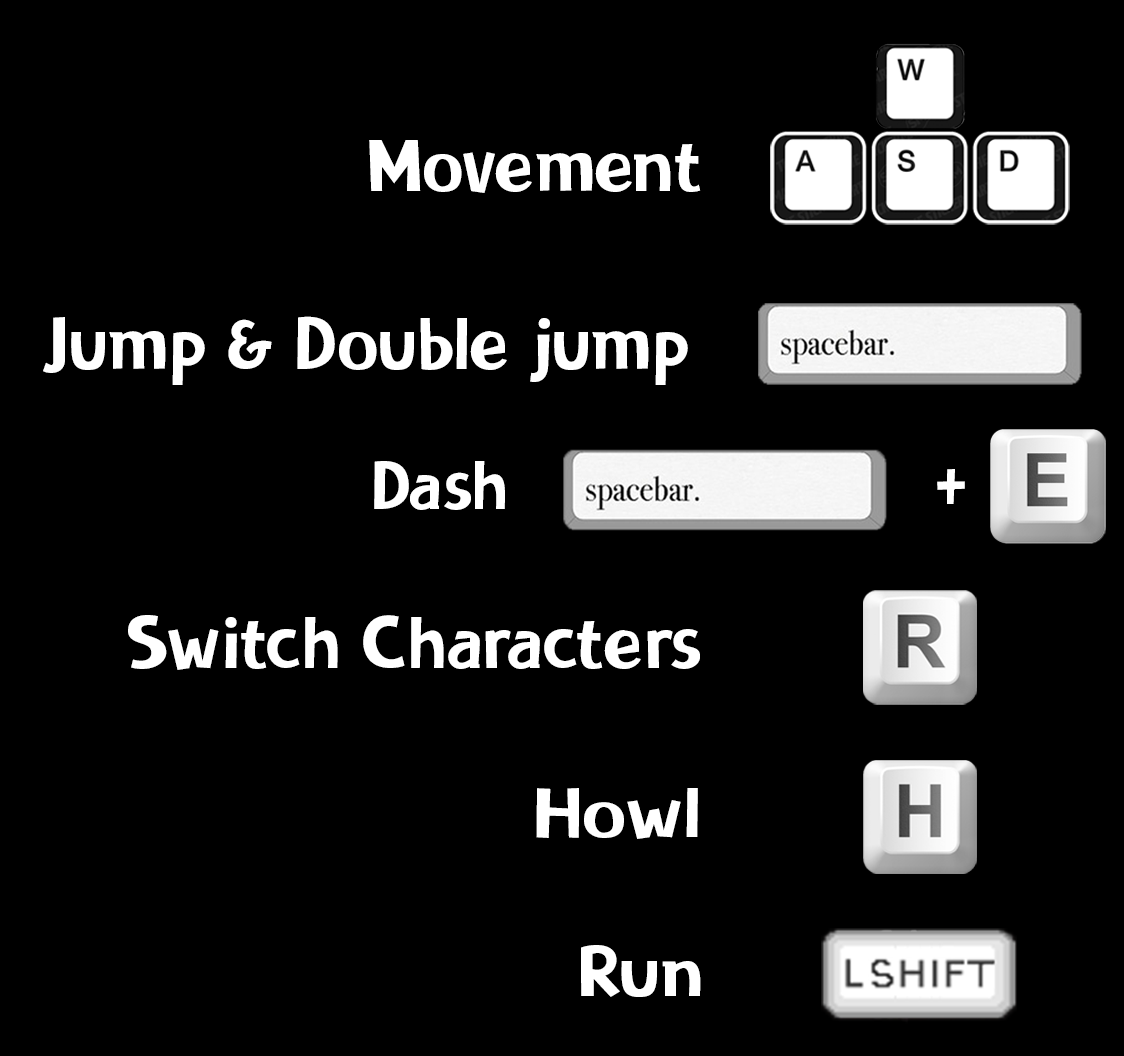 W
Movement A S D
Jump & Double jump spacebar.
Dash spacebar. + E
Switch Characters R
Howl H
Run LSHIFT